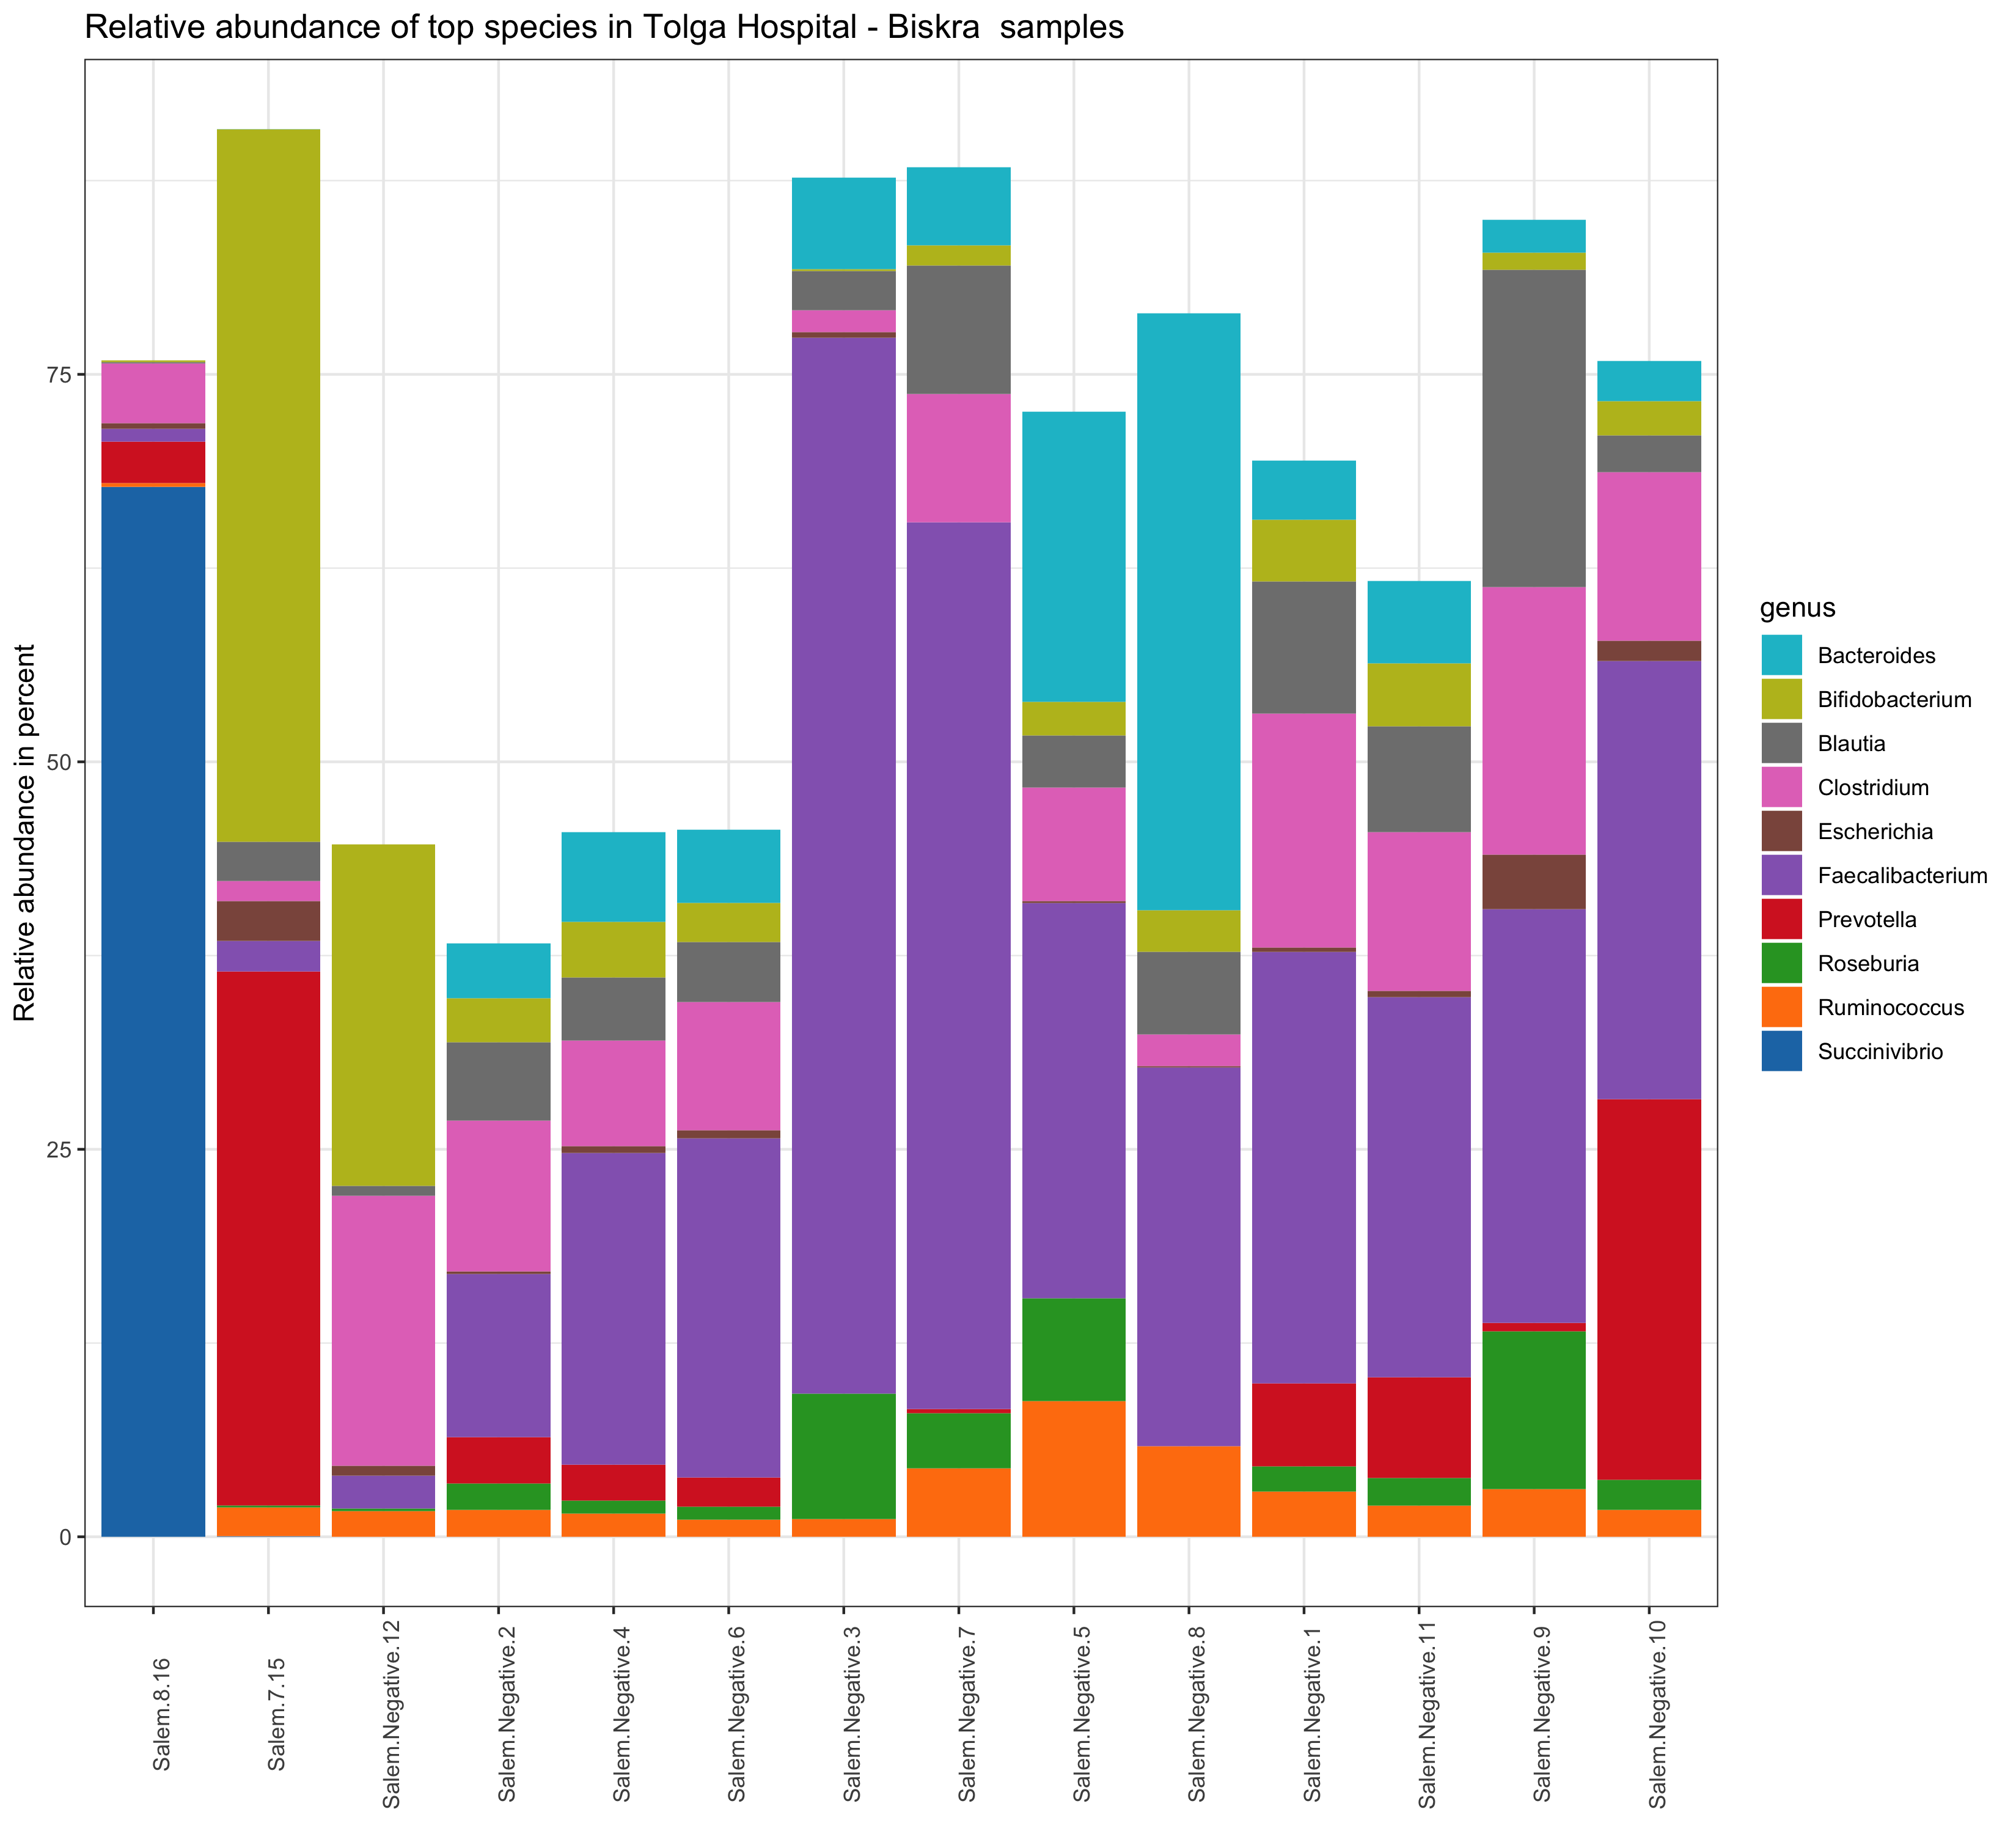 Relative abundance of top species in Tolga Hospital - Biskra  samples
Relative abundance in percent
75
50
25
0
Salem.8.16
Salem.7.15
Salem.Negative.12
Salem.Negative.2
Salem.Negative.4
Salem.Negative.6
Salem.Negative.3
Salem.Negative.7
Salem.Negative.5
Salem.Negative.8
Salem.Negative.1
Salem.Negative.11
Salem.Negative.9
Salem.Negative.10
genus
Bacteroides
Bifidobacterium
Blautia
Clostridium
Escherichia
Faecalibacterium
Prevotella
Roseburia
Ruminococcus
Succinivibrio